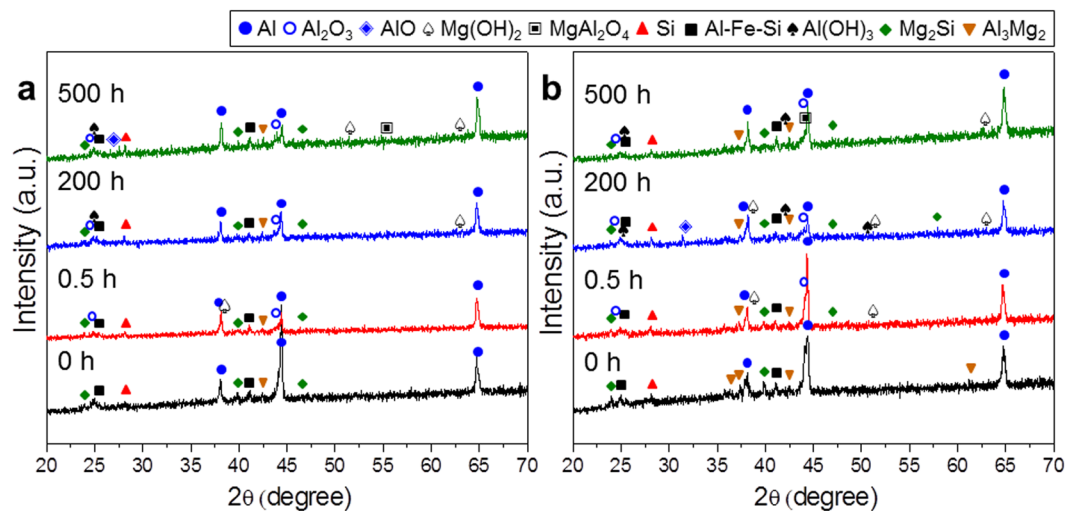 Al Al₂O₃ AlO Mg(OH)₂ MgAl₂O₄ Si Al-Fe-Si Al(OH)₃ Mg₂Si Al₃Mg₂
a
500 h
200 h
0.5 h
0 h
Intensity (a.u.)
20 25 30 35 40 45 50 55 60 65 70
2θ (degree)
b
500 h
200 h
0.5 h
0 h
Intensity (a.u.)
20 25 30 35 40 45 50 55 60 65 70
2θ (degree)